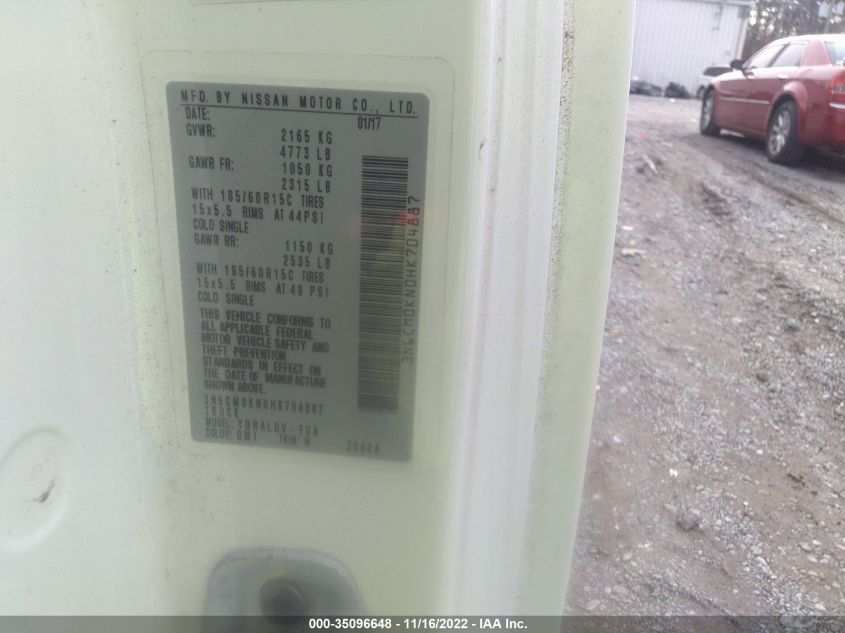 MFD. BY NISSAN MOTOR CO., LTD.
DATE: 01/17
GVWR: 2165 KG
4773 LB
GAWR FR: 1050 KG
2315 LB
WITH 185/60R15C TIRES
15x5.5 RIMS AT 44PSI
COLD SINGLE
GAWR RR: 1150 KG
2535 LB
WITH 185/60R15C TIRES
15x5.5 RIMS AT 48 PSI
COLD SINGLE
THIS VEHICLE CONFORMS TO
ALL APPLICABLE FEDERAL
MOTOR VEHICLE SAFETY AND
THEFT PREVENTION
STANDARDS IN EFFECT ON
THE DATE OF MANUFACTURE
SHOWN ABOVE.
3N6CM0KN0HK704887
TRUCK
MODEL:
COLOR: QM1 TRIM: W
3N6CM0KN0HK704887
000-35096648 - 11/16/2022 - IAA Inc.